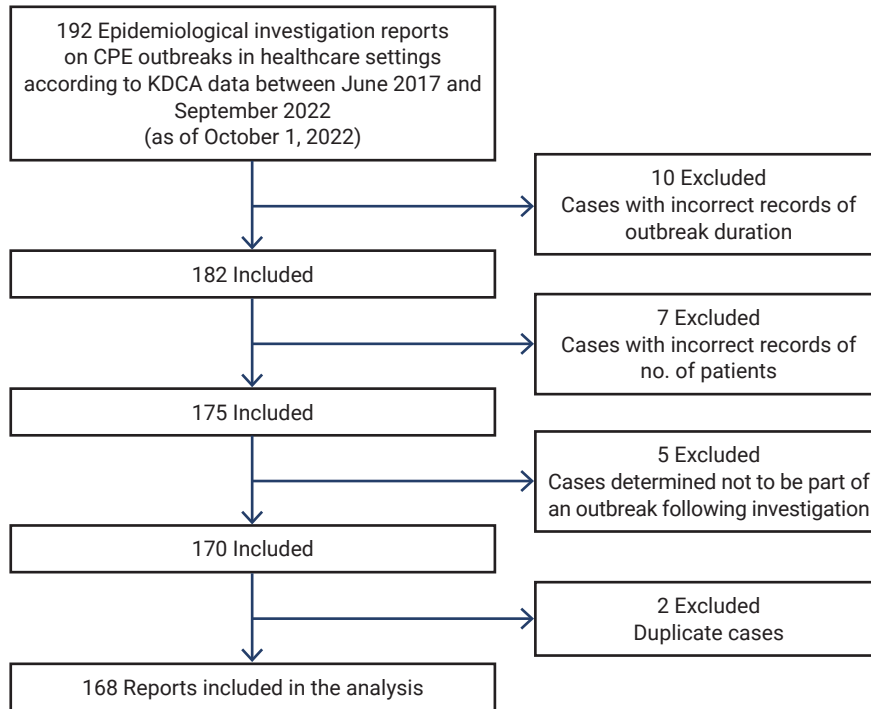 192 Epidemiological investigation reports
on CPE outbreaks in healthcare settings
according to KDCA data between June 2017 and
September 2022
(as of October 1, 2022)
10 Excluded
Cases with incorrect records of
outbreak duration
182 Included
7 Excluded
Cases with incorrect records of
no. of patients
175 Included
5 Excluded
Cases determined not to be part of
an outbreak following investigation
170 Included
2 Excluded
Duplicate cases
168 Reports included in the analysis